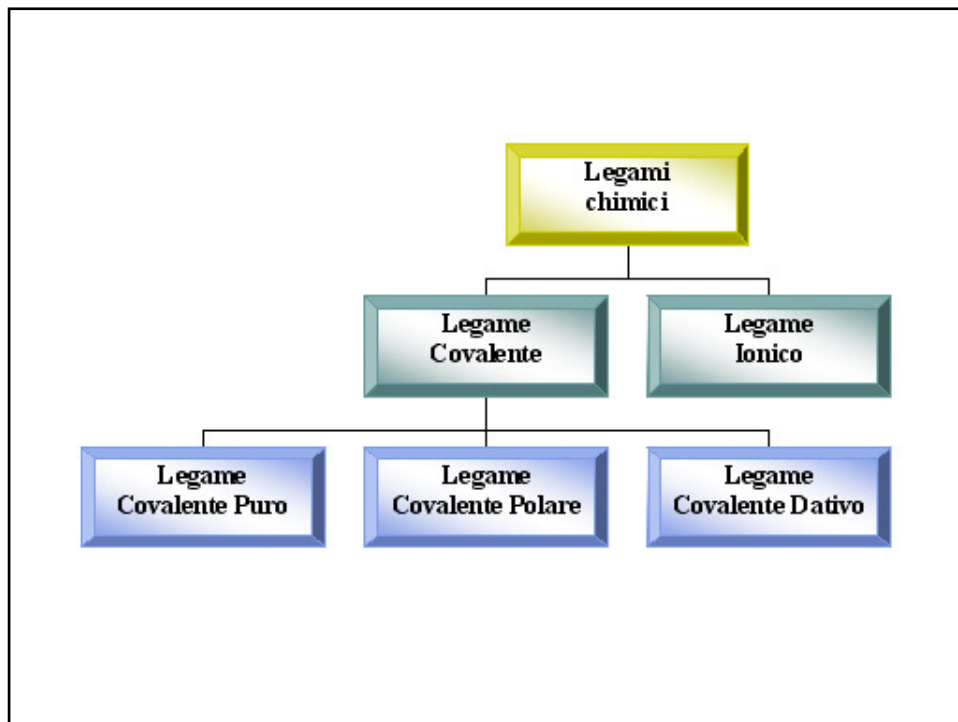 Legami
chimici
Legame
Covalente
Legame
Ionico
Legame
Covalente Puro
Legame
Covalente Polare
Legame
Covalente Dativo